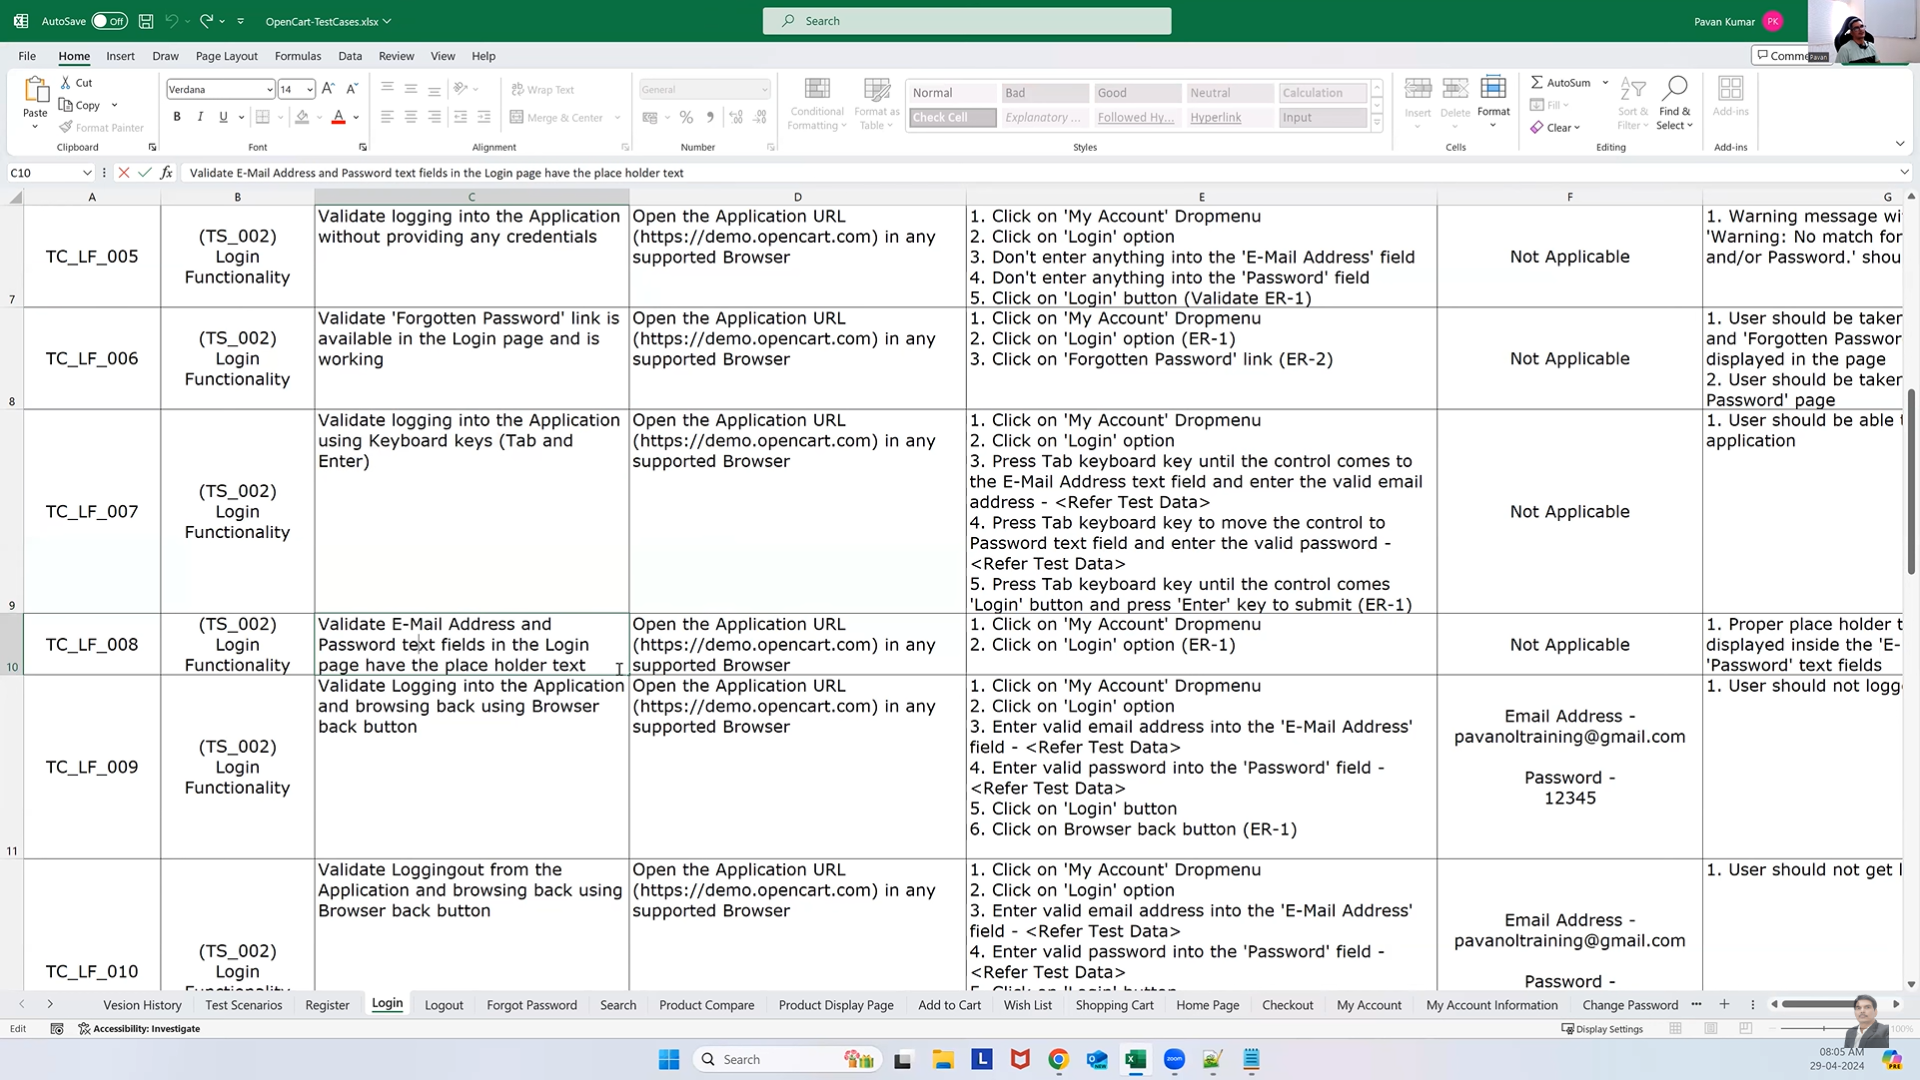 AutoSave Off OpenCart-TestCases.xlsx Search Pavan Kumar PK
Pavan
File Home Insert Draw Page Layout Formulas Data Review View Help
Paste Cut Copy Format Painter Clipboard
Verdana 14 B I U Font
Wrap Text Merge & Center Alignment
General % Number
Conditional Formatting Format as Table
Normal Bad Good Neutral Calculation
Check Cell Explanatory ... Followed Hy... Hyperlink Input
Styles
Insert Delete Format Cells
AutoSum Fill Clear Sort & Filter Find & Select Editing
Add-ins Add-ins
C10 fx Validate E-Mail Address and Password text fields in the Login page have the place holder text
A B C D E F G
7
TC_LF_005
(TS_002)
Login
Functionality
Validate logging into the Application
without providing any credentials
Open the Application URL
(https://demo.opencart.com) in any
supported Browser
1. Click on 'My Account' Dropmenu
2. Click on 'Login' option
3. Don't enter anything into the 'E-Mail Address' field
4. Don't enter anything into the 'Password' field
5. Click on 'Login' button (Validate ER-1)
Not Applicable
1. Warning message wi
'Warning: No match for
and/or Password.' shou
8
TC_LF_006
(TS_002)
Login
Functionality
Validate 'Forgotten Password' link is
available in the Login page and is
working
Open the Application URL
(https://demo.opencart.com) in any
supported Browser
1. Click on 'My Account' Dropmenu
2. Click on 'Login' option (ER-1)
3. Click on 'Forgotten Password' link (ER-2)
Not Applicable
1. User should be taken
and 'Forgotten Passwor
displayed in the page
2. User should be taken
Password' page
9
TC_LF_007
(TS_002)
Login
Functionality
Validate logging into the Application
using Keyboard keys (Tab and
Enter)
Open the Application URL
(https://demo.opencart.com) in any
supported Browser
1. Click on 'My Account' Dropmenu
2. Click on 'Login' option
3. Press Tab keyboard key until the control comes to
the E-Mail Address text field and enter the valid email
address - <Refer Test Data>
4. Press Tab keyboard key to move the control to
Password text field and enter the valid password -
<Refer Test Data>
5. Press Tab keyboard key until the control comes
'Login' button and press 'Enter' key to submit (ER-1)
Not Applicable
1. User should be able t
application
10
TC_LF_008
(TS_002)
Login
Functionality
Validate E-Mail Address and
Password text fields in the Login
page have the place holder text
Open the Application URL
(https://demo.opencart.com) in any
supported Browser
1. Click on 'My Account' Dropmenu
2. Click on 'Login' option (ER-1)
Not Applicable
1. Proper place holder t
displayed inside the 'E-
'Password' text fields
11
TC_LF_009
(TS_002)
Login
Functionality
Validate Logging into the Application
and browsing back using Browser
back button
Open the Application URL
(https://demo.opencart.com) in any
supported Browser
1. Click on 'My Account' Dropmenu
2. Click on 'Login' option
3. Enter valid email address into the 'E-Mail Address'
field - <Refer Test Data>
4. Enter valid password into the 'Password' field -
<Refer Test Data>
5. Click on 'Login' button
6. Click on Browser back button (ER-1)
Email Address -
pavanoltraining@gmail.com
Password -
12345
1. User should not logg
TC_LF_010
(TS_002)
Login
Validate Loggingout from the
Application and browsing back using
Browser back button
Open the Application URL
(https://demo.opencart.com) in any
supported Browser
1. Click on 'My Account' Dropmenu
2. Click on 'Login' option
3. Enter valid email address into the 'E-Mail Address'
field - <Refer Test Data>
4. Enter valid password into the 'Password' field -
<Refer Test Data>
Email Address -
pavanoltraining@gmail.com
Password -
1. User should not get l
Vesion History Test Scenarios Register Login Logout Forgot Password Search Product Compare Product Display Page Add to Cart Wish List Shopping Cart Home Page Checkout My Account My Account Information Change Password
Edit Accessibility: Investigate Display Settings 100%
Search
08:05 AM
29-04-2024